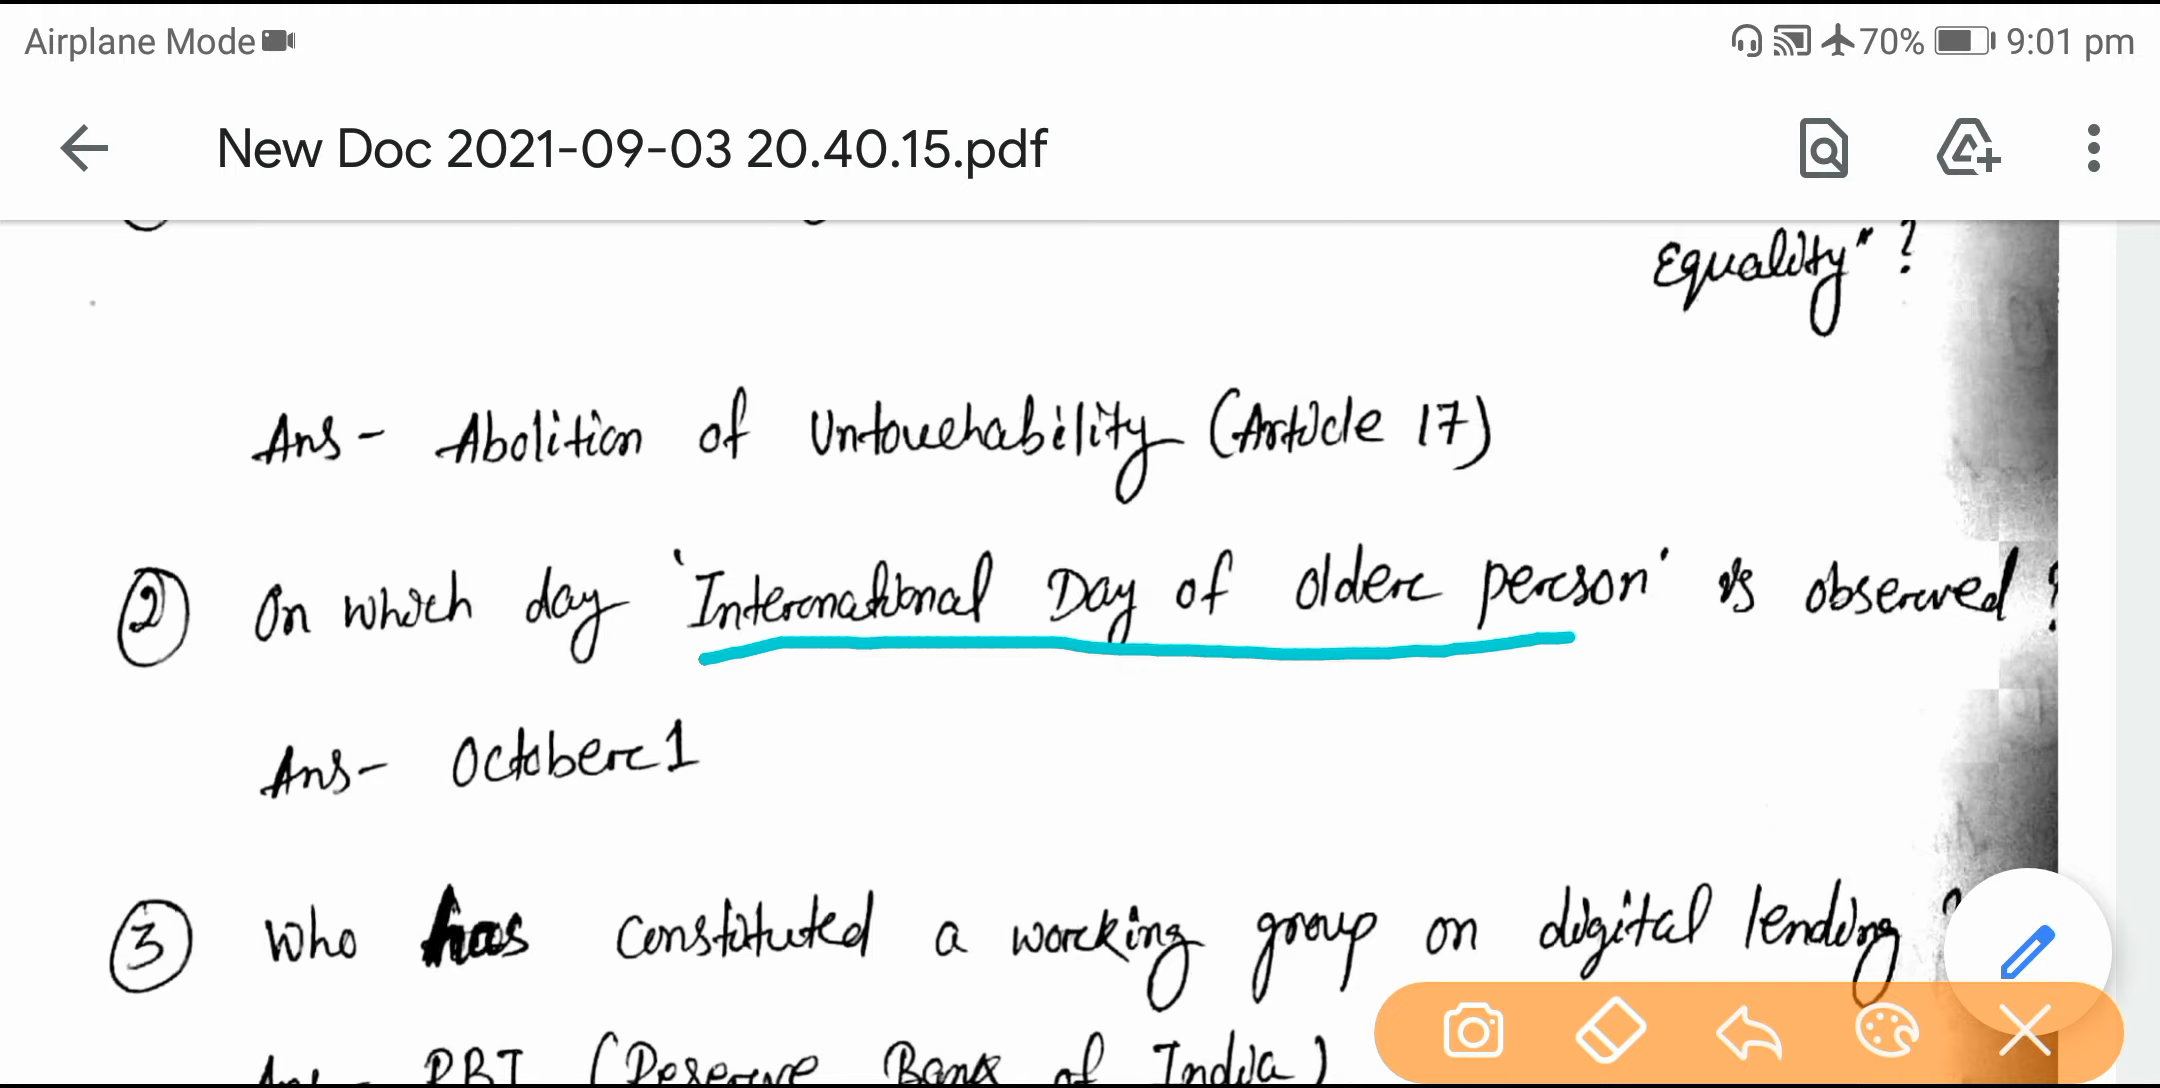 Airplane Mode
70% 9:01 pm
New Doc 2021-09-03 20.40.15.pdf
Equality" ?
Ans - Abolition of Untouchability (Article 17)
2 On which day 'International Day of older person' is observed ?
Ans - October 1
3 Who has constituted a working group on digital lending ?
Ans - RBI (Reserve Bank of India)